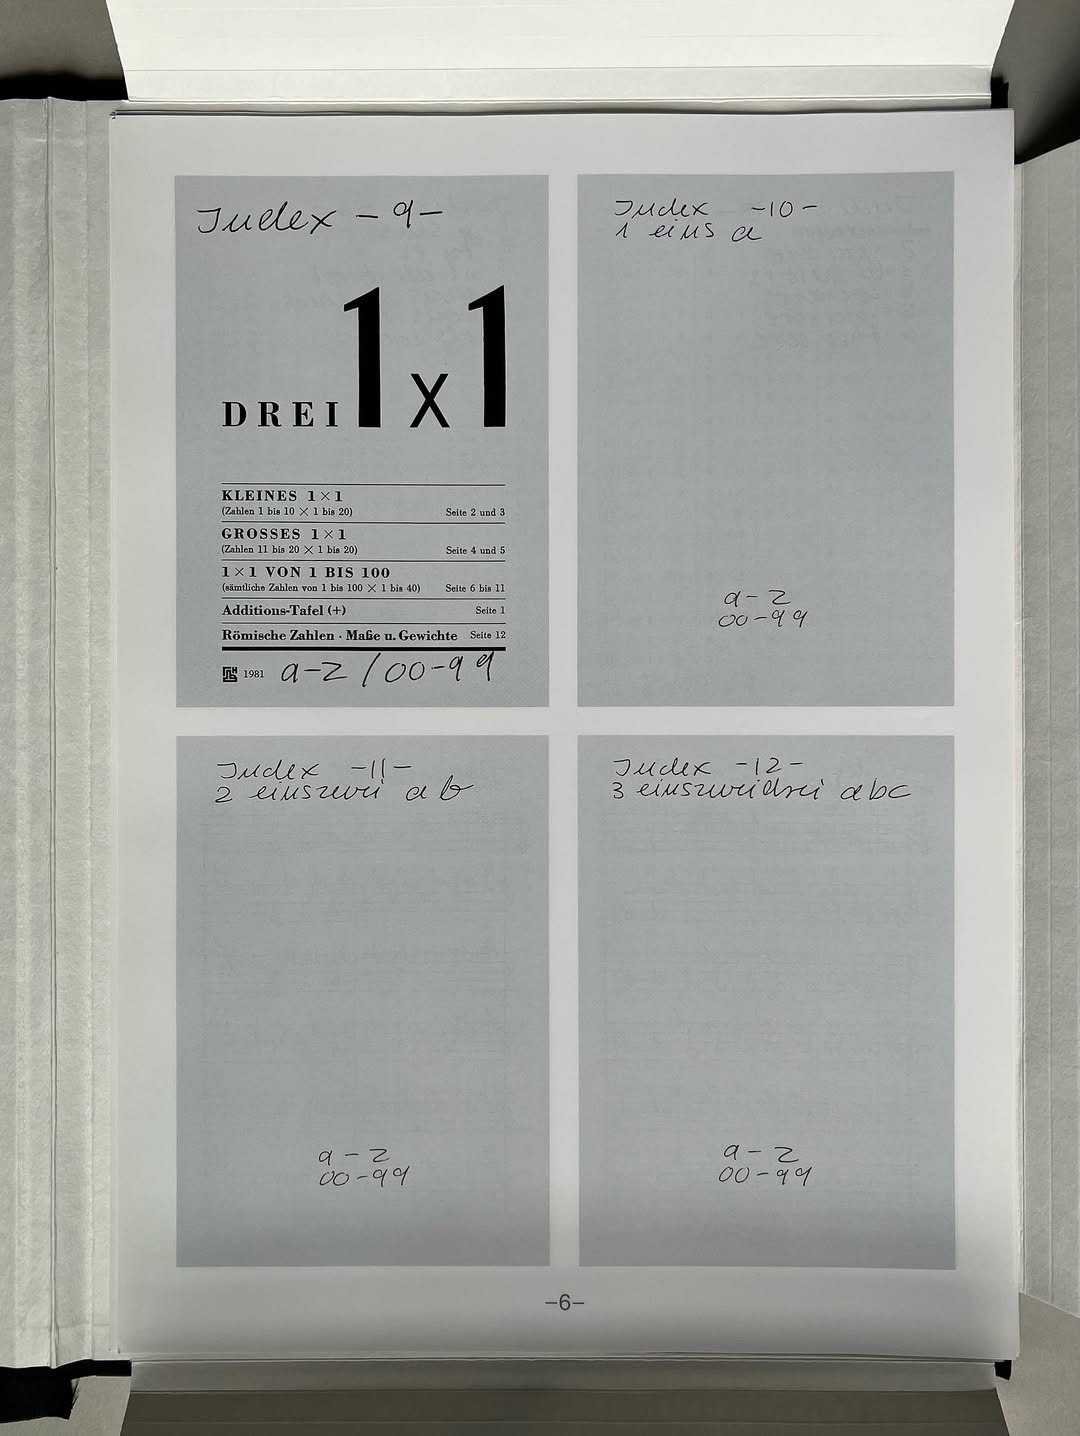 Index -9-
DREI 1x1
KLEINES 1×1
(Zahlen 1 bis 10 × 1 bis 20) Seite 2 und 3
GROSSES 1×1
(Zahlen 11 bis 20 × 1 bis 20) Seite 4 und 5
1×1 VON 1 BIS 100
(sämtliche Zahlen von 1 bis 100 × 1 bis 40) Seite 6 bis 11
Additions-Tafel (+) Seite 1
Römische Zahlen · Maße u. Gewichte Seite 12
1981 a-z / 00-99
Index -10-
1 eins a
a-z
00-99
Index -11-
2 einszwei ab
a-z
00-99
Index -12-
3 einszweidrei abc
a-z
00-99
-6-